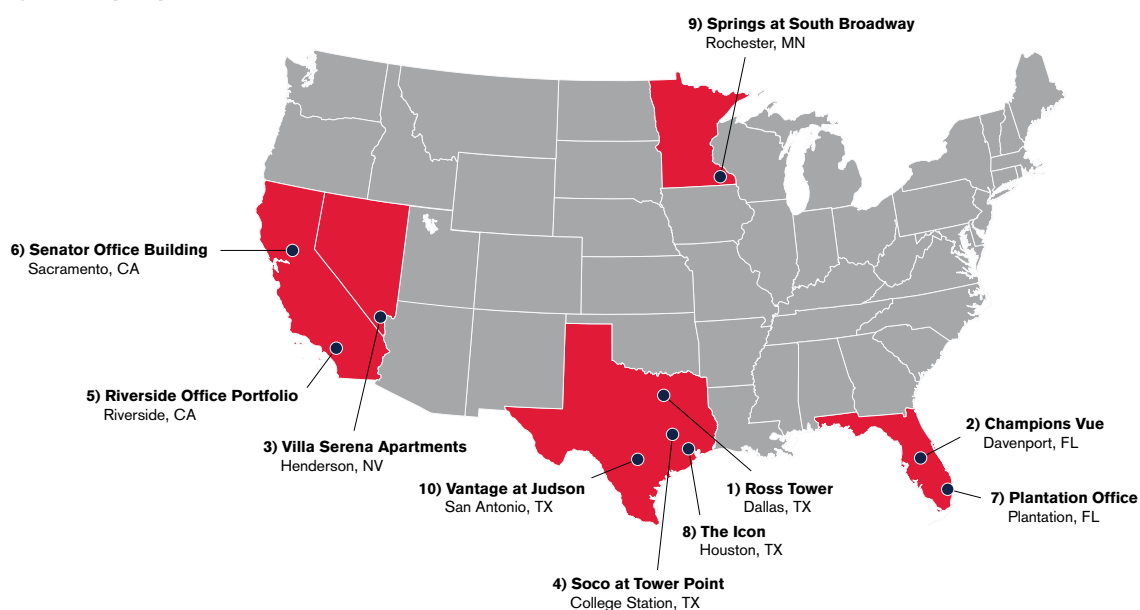 9) Springs at South Broadway
Rochester, MN
6) Senator Office Building
Sacramento, CA
5) Riverside Office Portfolio
Riverside, CA
3) Villa Serena Apartments
Henderson, NV
10) Vantage at Judson
San Antonio, TX
1) Ross Tower
Dallas, TX
8) The Icon
Houston, TX
4) Soco at Tower Point
College Station, TX
2) Champions Vue
Davenport, FL
7) Plantation Office
Plantation, FL